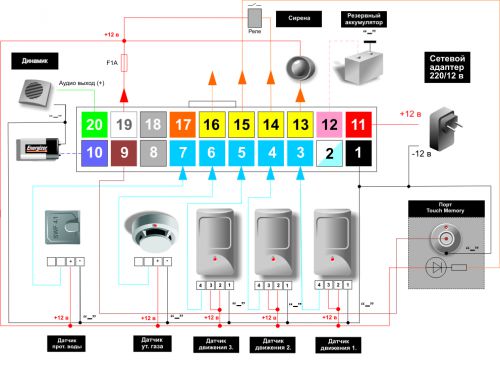 Сирена
Резервный
аккумулятор
“–”
Реле
+12 в
F1A
Сетевой
адаптер
220/12 в
Динамик
Аудио выход (+)
“–”
+12 в
-12 в
20 19 18 17 16 15 14 13 12 11
10 9 8 7 6 5 4 3 2 1
Energizer
Порт
Touch Memory
“–”
- +
- +
4 3 2 1
4 3 2 1
4 3 2 1
“–”
“–”
“–”
“–”
“–”
+12 в
+12 в
+12 в
+12 в
+12 в
Датчик
прот. воды
Датчик
ут. газа
Датчик
движения 3.
Датчик
движения 2.
Датчик
движения 1.